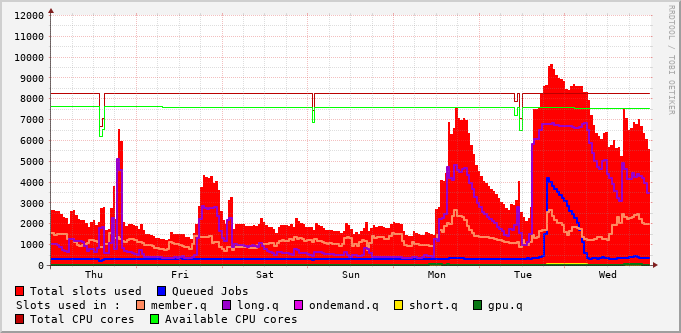 12000
11000
10000
9000
8000
7000
6000
5000
4000
3000
2000
1000
0
Thu Fri Sat Sun Mon Tue Wed
RRDTOOL / TOBI OETIKER
Total slots used Queued Jobs
Slots used in : member.q long.q ondemand.q short.q gpu.q
Total CPU cores Available CPU cores